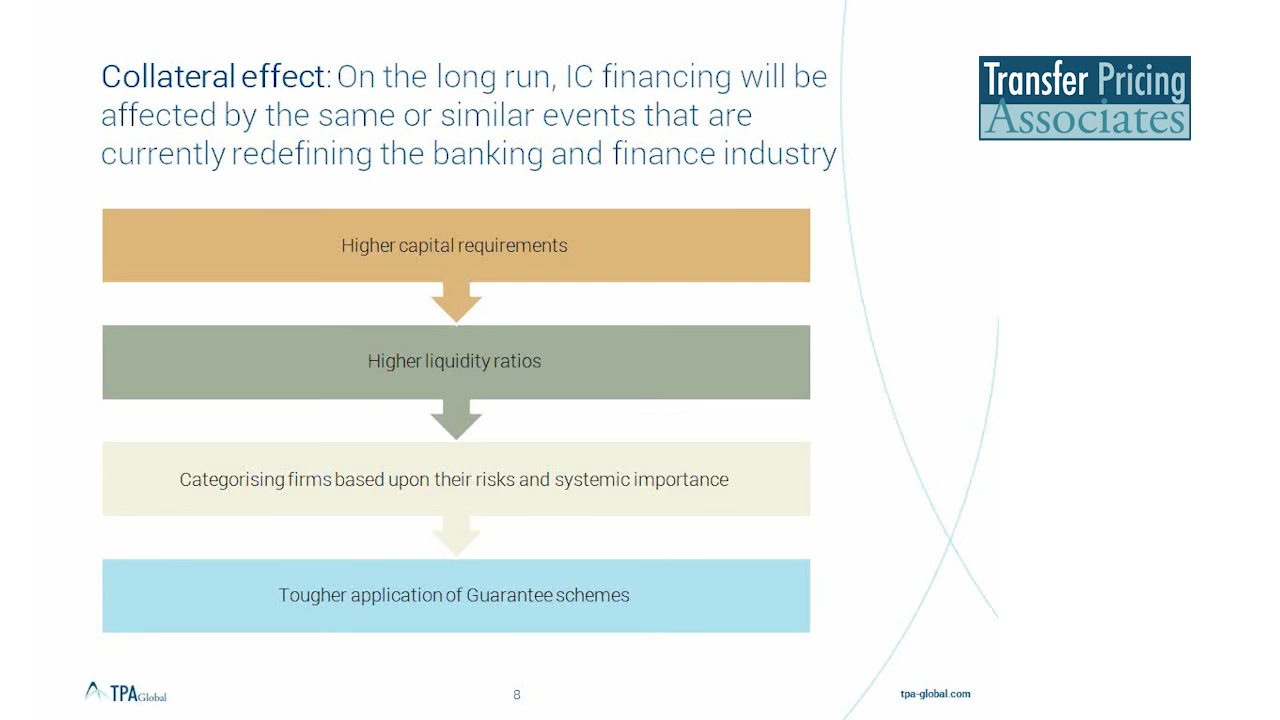 Collateral effect: On the long run, IC financing will be
affected by the same or similar events that are
currently redefining the banking and finance industry
Transfer Pricing
Associates
Higher capital requirements
Higher liquidity ratios
Categorising firms based upon their risks and systemic importance
Tougher application of Guarantee schemes
TPA Global
8
tpa-global.com